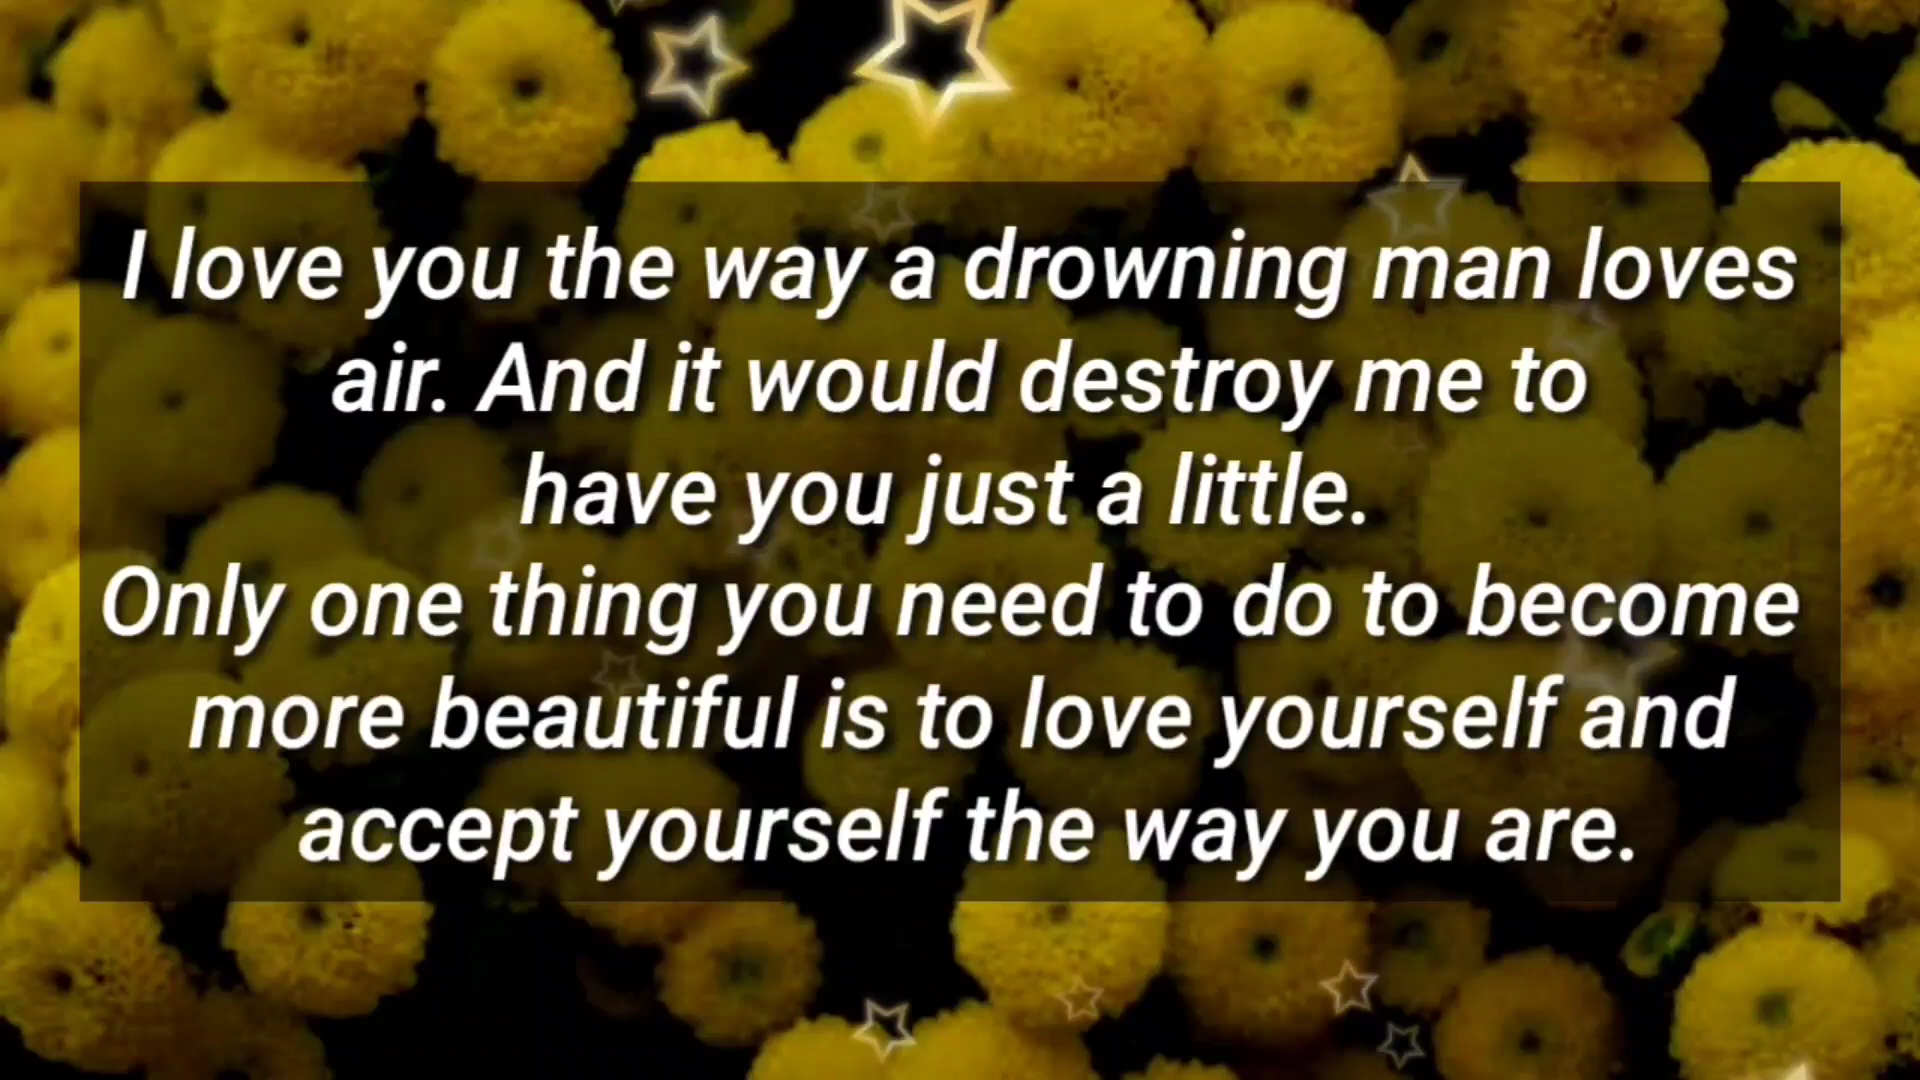 I love you the way a drowning man loves
air. And it would destroy me to
have you just a little.
Only one thing you need to do to become
more beautiful is to love yourself and
accept yourself the way you are.